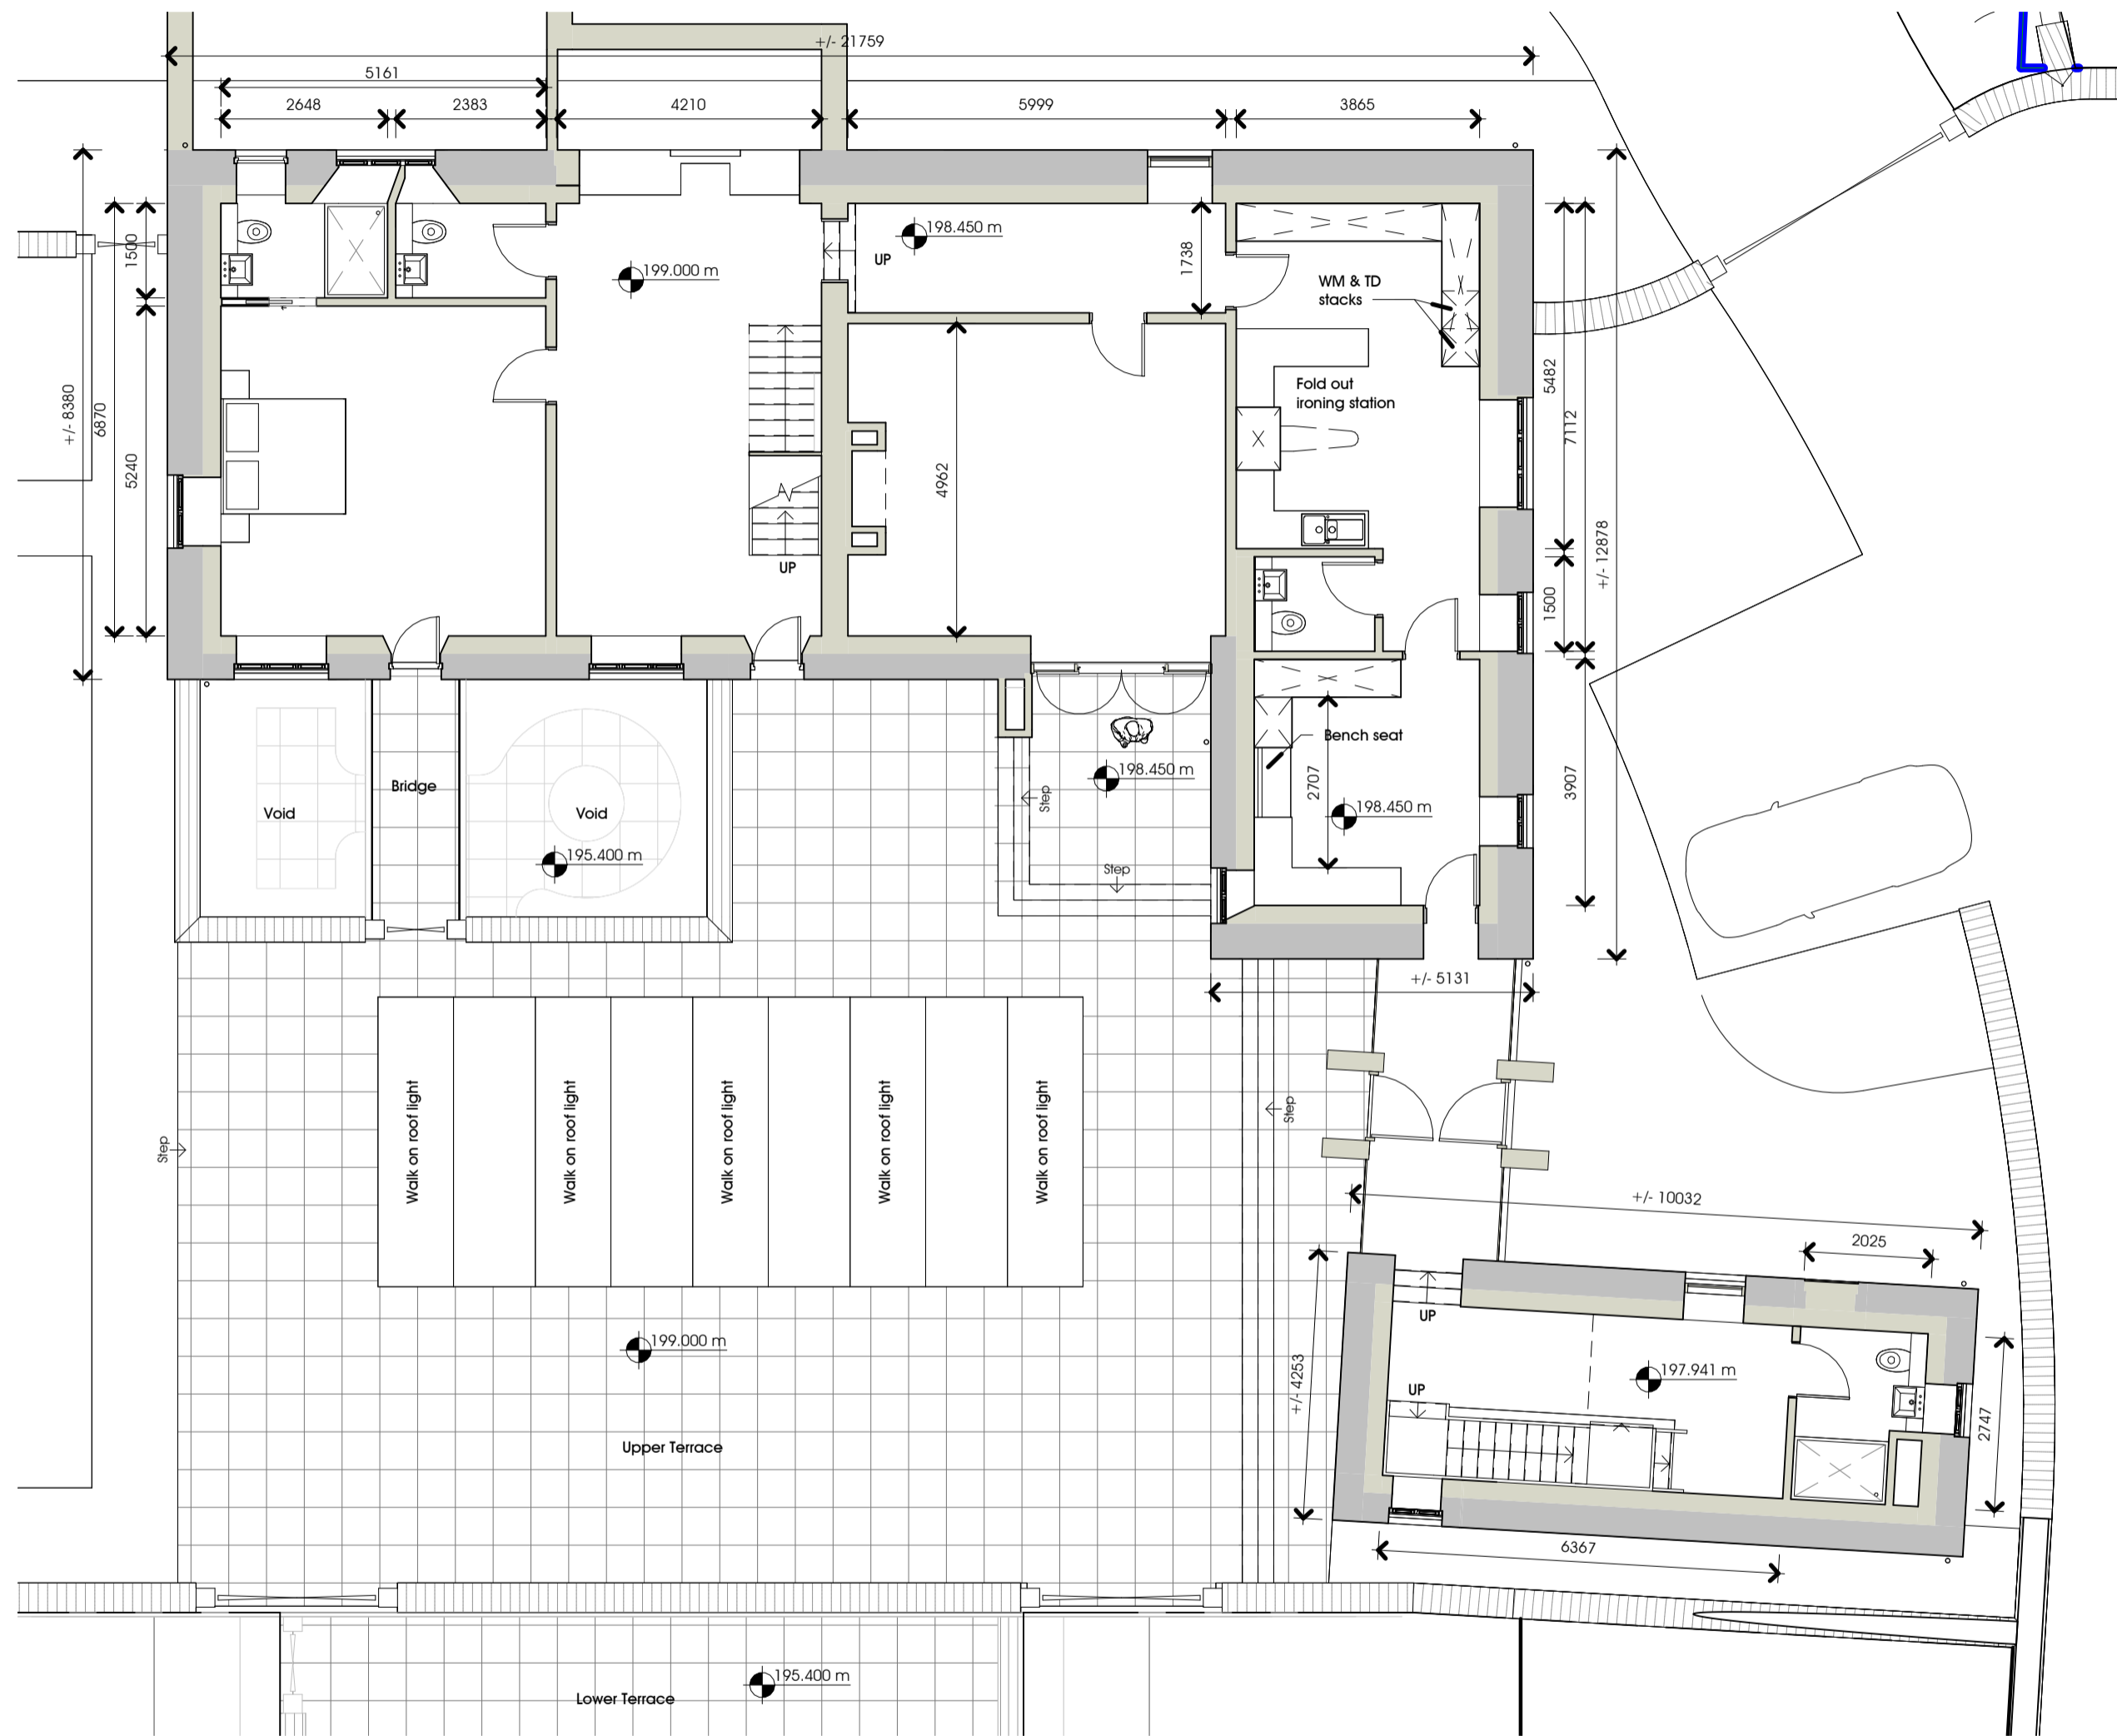 +/- 21759
5161
2648
2383
4210
5999
3865
198.450 m
UP
199.000 m
1738
WM & TD
stacks
1500
+/- 8380
6870
5240
4962
Fold out
ironing station
5482
7112
+/- 12878
1500
UP
Bridge
Void
Void
195.400 m
198.450 m
Step
Step
Bench seat
2707
198.450 m
3907
+/- 5131
Walk on roof light
Walk on roof light
Walk on roof light
Walk on roof light
Walk on roof light
Step
Step
+/- 10032
2025
UP
+/- 4253
199.000 m
197.941 m
UP
2747
Upper Terrace
6367
195.400 m
Lower Terrace